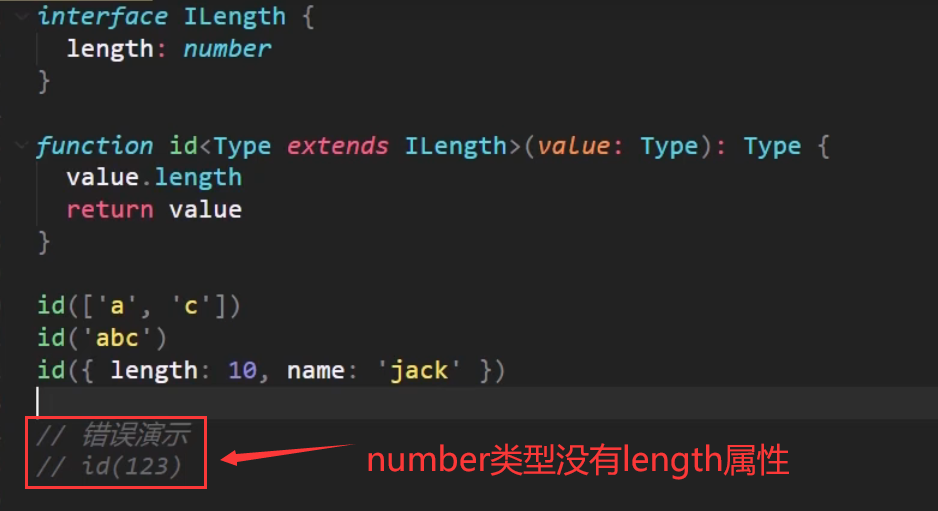 interface ILength {
  length: number
}
function id<Type extends ILength>(value: Type): Type {
  value.length
  return value
}
id(['a', 'c'])
id('abc')
id({ length: 10, name: 'jack' })
// 错误演示
// id(123)
number类型没有length属性